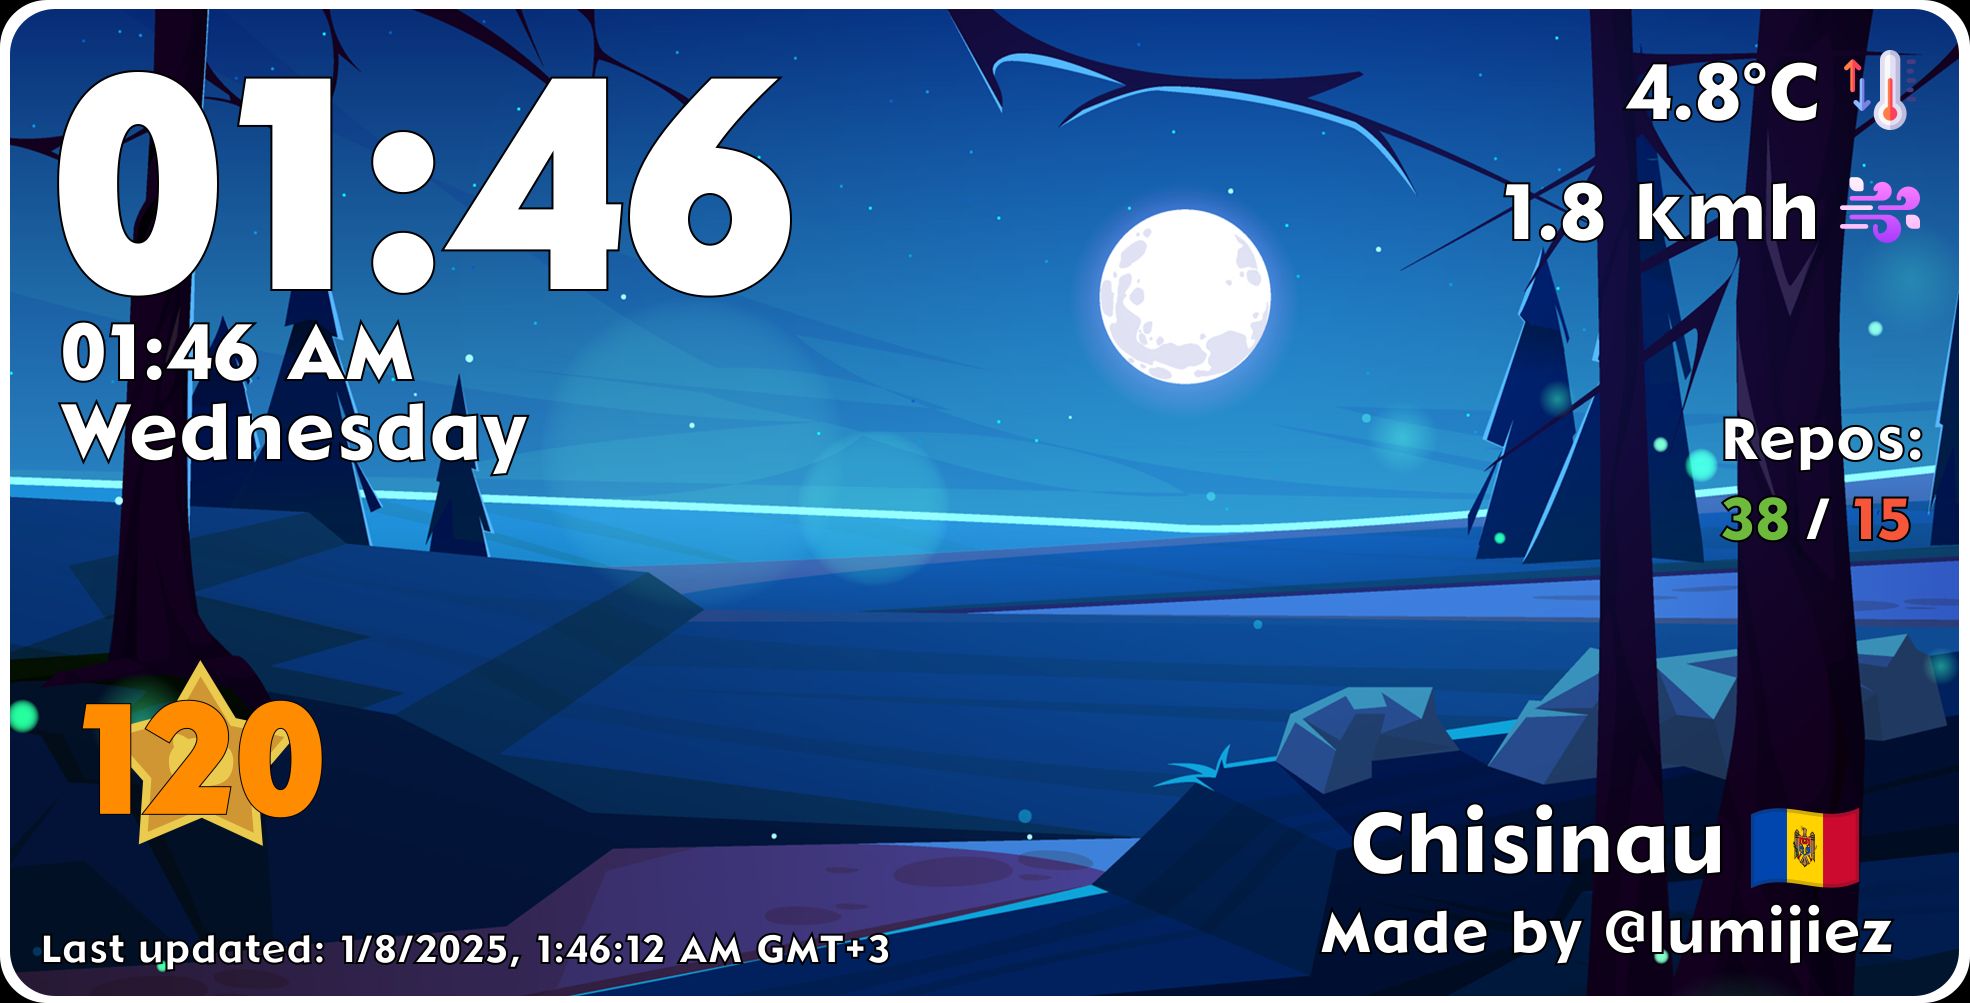 01:46
01:46 AM
Wednesday
4.8°C
1.8 kmh
Repos:
38 / 15
120
Chisinau
Made by @lumijiez
Last updated: 1/8/2025, 1:46:12 AM GMT+3